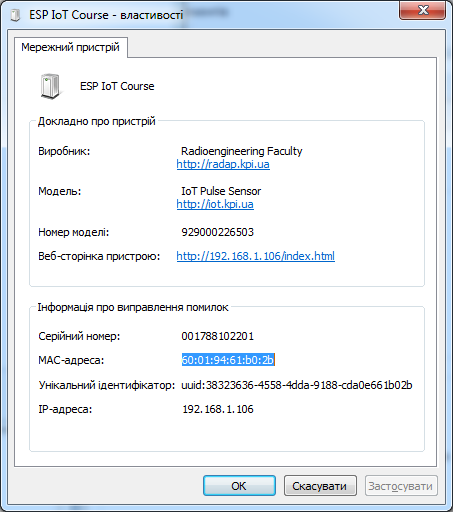 ESP IoT Course - властивості
Мережний пристрій
ESP IoT Course
Докладно про пристрій
Виробник: Radioengineering Faculty
http://radap.kpi.ua
Модель: IoT Pulse Sensor
http://iot.kpi.ua
Номер моделі: 929000226503
Веб-сторінка пристрою: http://192.168.1.106/index.html
Інформація про виправлення помилок
Серійний номер: 001788102201
MAC-адреса: 60:01:94:61:b0:2b
Унікальний ідентифікатор: uuid:38323636-4558-4dda-9188-cda0e661b02b
IP-адреса: 192.168.1.106
ОК Скасувати Застосувати